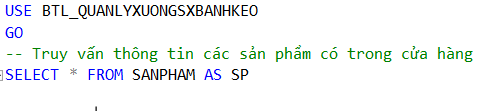 USE BTL_QUANLYXUONGSXBANHKEO
GO
-- Truy vấn thông tin các sản phẩm có trong cửa hàng
SELECT * FROM SANPHAM AS SP